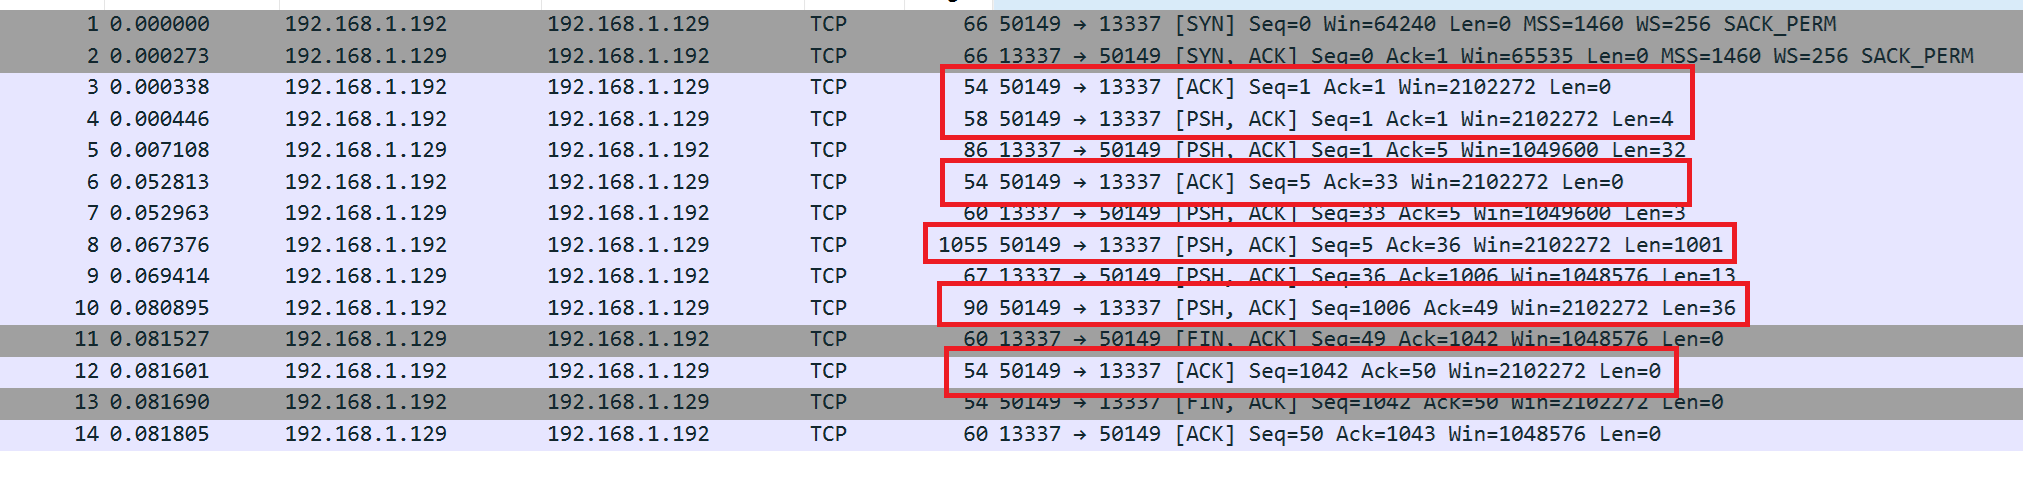 1 0.000000 192.168.1.192 192.168.1.129 TCP 66 50149 → 13337 [SYN] Seq=0 Win=64240 Len=0 MSS=1460 WS=256 SACK_PERM
2 0.000273 192.168.1.129 192.168.1.192 TCP 66 13337 → 50149 [SYN, ACK] Seq=0 Ack=1 Win=65535 Len=0 MSS=1460 WS=256 SACK_PERM
3 0.000338 192.168.1.192 192.168.1.129 TCP 54 50149 → 13337 [ACK] Seq=1 Ack=1 Win=2102272 Len=0
4 0.000446 192.168.1.192 192.168.1.129 TCP 58 50149 → 13337 [PSH, ACK] Seq=1 Ack=1 Win=2102272 Len=4
5 0.007108 192.168.1.129 192.168.1.192 TCP 86 13337 → 50149 [PSH, ACK] Seq=1 Ack=5 Win=1049600 Len=32
6 0.052813 192.168.1.192 192.168.1.129 TCP 54 50149 → 13337 [ACK] Seq=5 Ack=33 Win=2102272 Len=0
7 0.052963 192.168.1.129 192.168.1.192 TCP 60 13337 → 50149 [PSH, ACK] Seq=33 Ack=5 Win=1049600 Len=3
8 0.067376 192.168.1.192 192.168.1.129 TCP 1055 50149 → 13337 [PSH, ACK] Seq=5 Ack=36 Win=2102272 Len=1001
9 0.069414 192.168.1.129 192.168.1.192 TCP 67 13337 → 50149 [PSH, ACK] Seq=36 Ack=1006 Win=1048576 Len=13
10 0.080895 192.168.1.192 192.168.1.129 TCP 90 50149 → 13337 [PSH, ACK] Seq=1006 Ack=49 Win=2102272 Len=36
11 0.081527 192.168.1.129 192.168.1.192 TCP 60 13337 → 50149 [FIN, ACK] Seq=49 Ack=1042 Win=1048576 Len=0
12 0.081601 192.168.1.192 192.168.1.129 TCP 54 50149 → 13337 [ACK] Seq=1042 Ack=50 Win=2102272 Len=0
13 0.081690 192.168.1.192 192.168.1.129 TCP 54 50149 → 13337 [FIN, ACK] Seq=1042 Ack=50 Win=2102272 Len=0
14 0.081805 192.168.1.129 192.168.1.192 TCP 60 13337 → 50149 [ACK] Seq=50 Ack=1043 Win=1048576 Len=0